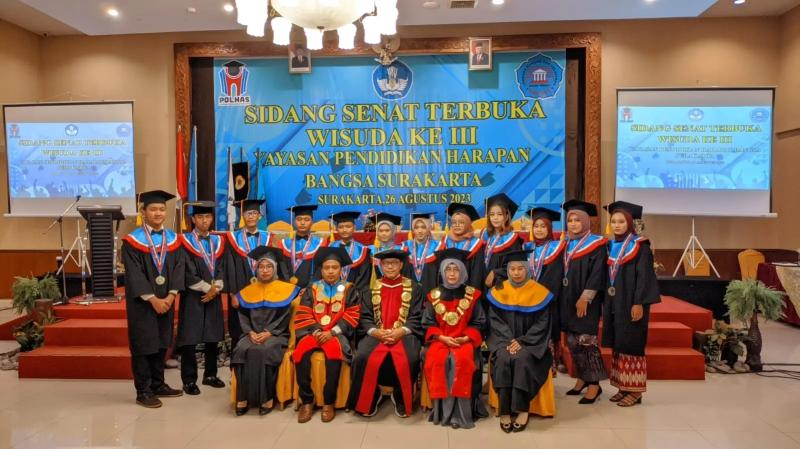 POLNAS
SIDANG SENAT TERBUKA
WISUDA KE III
YAYASAN PENDIDIKAN HARAPAN
BANGSA SURAKARTA
SURAKARTA, 26 AGUSTUS 2023
SIDANG SENAT TERBUKA
WISUDA KE III
SIDANG SENAT TERBUKA
WISUDA KE III